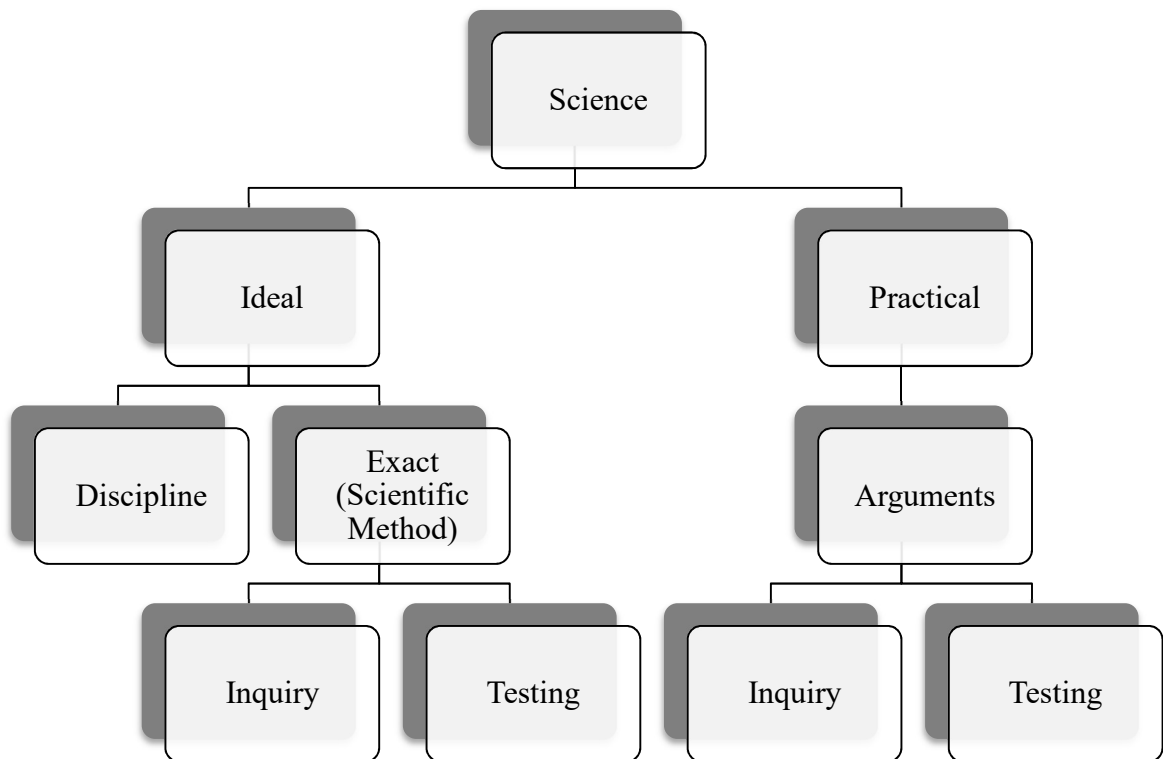 Science
Ideal
Practical
Discipline
Exact
(Scientific
Method)
Arguments
Inquiry
Testing
Inquiry
Testing